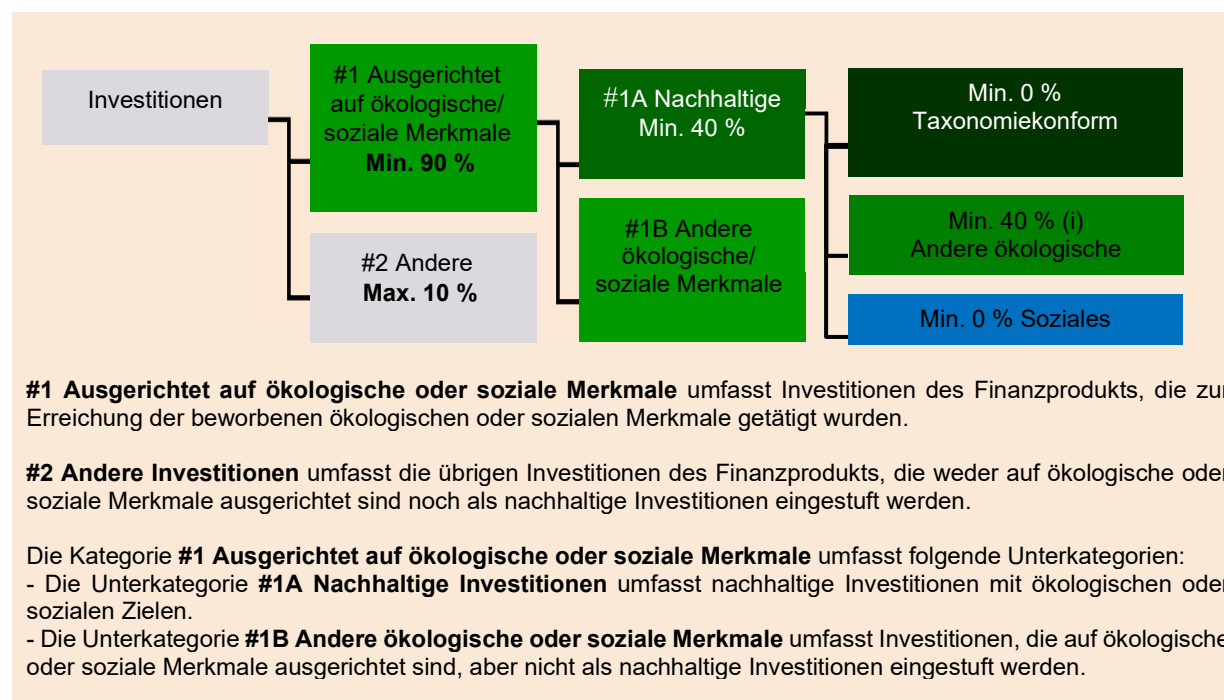 Investitionen
#1 Ausgerichtet
auf ökologische/
soziale Merkmale
Min. 90 %
#2 Andere
Max. 10 %
#1A Nachhaltige
Min. 40 %
#1B Andere
ökologische/
soziale Merkmale
Min. 0 %
Taxonomiekonform
Min. 40 % (i)
Andere ökologische
Min. 0 % Soziales
#1 Ausgerichtet auf ökologische oder soziale Merkmale umfasst Investitionen des Finanzprodukts, die zur
Erreichung der beworbenen ökologischen oder sozialen Merkmale getätigt wurden.
#2 Andere Investitionen umfasst die übrigen Investitionen des Finanzprodukts, die weder auf ökologische oder
soziale Merkmale ausgerichtet sind noch als nachhaltige Investitionen eingestuft werden.
Die Kategorie #1 Ausgerichtet auf ökologische oder soziale Merkmale umfasst folgende Unterkategorien:
- Die Unterkategorie #1A Nachhaltige Investitionen umfasst nachhaltige Investitionen mit ökologischen oder
sozialen Zielen.
- Die Unterkategorie #1B Andere ökologische oder soziale Merkmale umfasst Investitionen, die auf ökologische
oder soziale Merkmale ausgerichtet sind, aber nicht als nachhaltige Investitionen eingestuft werden.